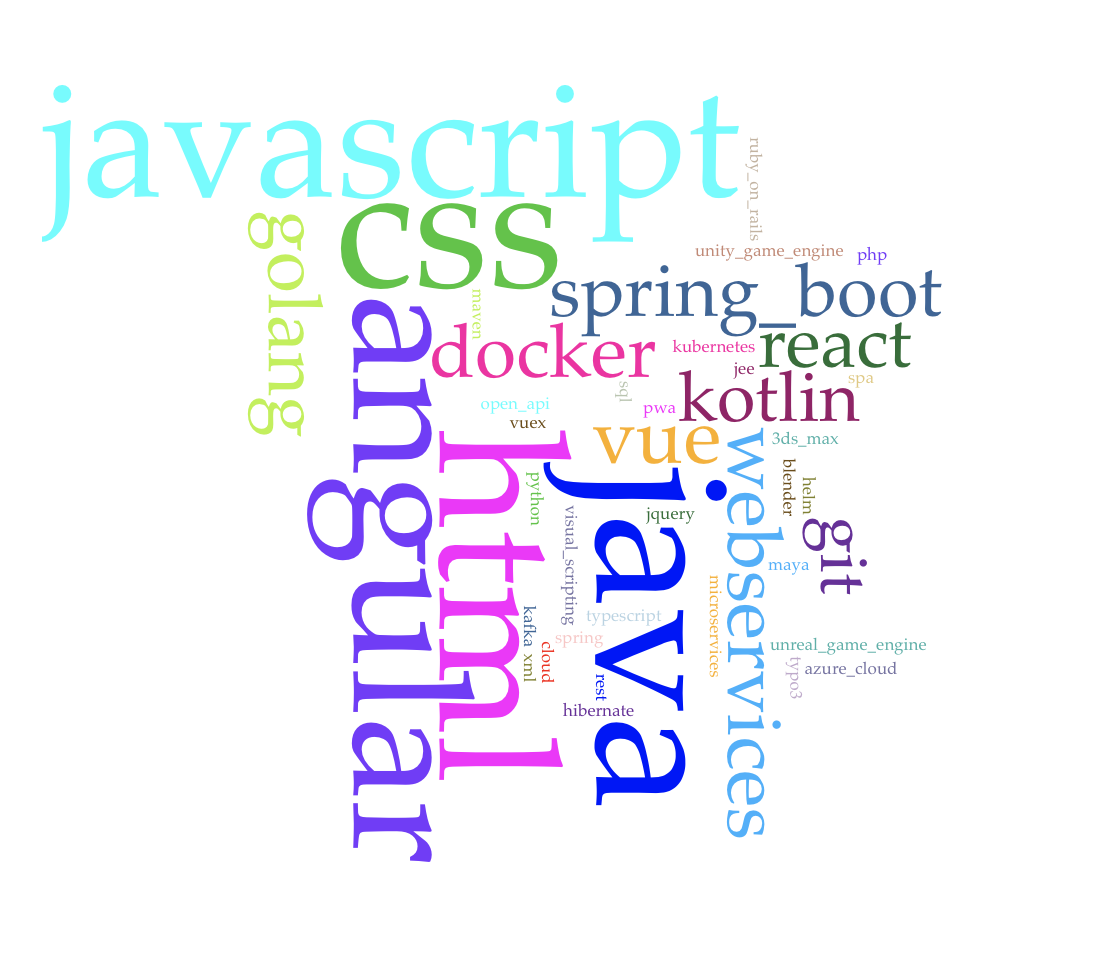 javascript
ruby_on_rails
css
golang
unity_game_engine
php
spring_boot
maven
angular
docker
kubernetes
react
jee
kotlin
spa
sql
open_api
pwa
vuex
vue
html
webservices
3ds_max
java
blender
python
helm
visual_scripting
jquery
git
maya
microservices
kafka
typescript
spring
cloud
xml
unreal_game_engine
typo3
azure_cloud
rest
hibernate